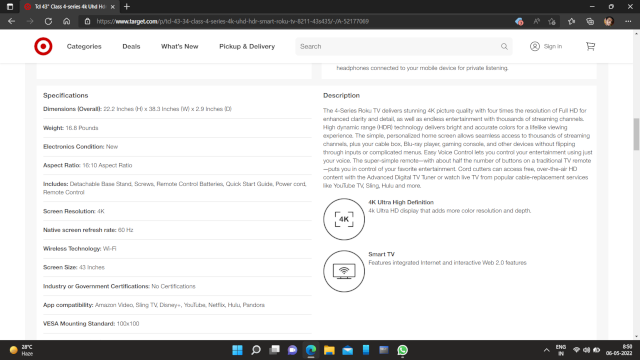 Tcl 43" Class 4-series 4k Uhd Hdr
https://www.target.com/p/tcl-43-34-class-4-series-4k-uhd-hdr-smart-roku-tv-8211-43s435/-/A-52177069
Categories
Deals
What's New
Pickup & Delivery
Search
Sign in
headphones connected to your mobile device for private listening.
Specifications
Dimensions (Overall): 22.2 Inches (H) x 38.3 Inches (W) x 2.9 Inches (D)
Weight: 16.8 Pounds
Electronics Condition: New
Aspect Ratio: 16:10 Aspect Ratio
Includes: Detachable Base Stand, Screws, Remote Control Batteries, Quick Start Guide, Power cord,
Remote Control
Screen Resolution: 4K
Native screen refresh rate: 60 Hz
Wireless Technology: Wi-Fi
Screen Size: 43 Inches
Industry or Government Certifications: No Certifications
App compatibility: Amazon Video, Sling TV, Disney+, YouTube, Netflix, Hulu, Pandora
VESA Mounting Standard: 100x100
Description
The 4-Series Roku TV delivers stunning 4K picture quality with four times the resolution of Full HD for
enhanced clarity and detail, as well as endless entertainment with thousands of streaming channels.
High dynamic range (HDR) technology delivers bright and accurate colors for a lifelike viewing
experience. The simple, personalized home screen allows seamless access to thousands of streaming
channels, plus your cable box, Blu-ray player, gaming console, and other devices without flipping
through inputs or complicated menus. Easy Voice Control lets you control your entertainment using just
your voice. The super-simple remote—with about half the number of buttons on a traditional TV remote
—puts you in control of your favorite entertainment. Cord cutters can access free, over-the-air HD
content with the Advanced Digital TV Tuner or watch live TV from popular cable-replacement services
like YouTube TV, Sling, Hulu and more.
4K
4K Ultra High Definition
4k Ultra HD display that adds more color resolution and depth.
Smart TV
Features integrated Internet and interactive Web 2.0 features
28°C
Haze
ENG
IN
8:50
06-05-2022